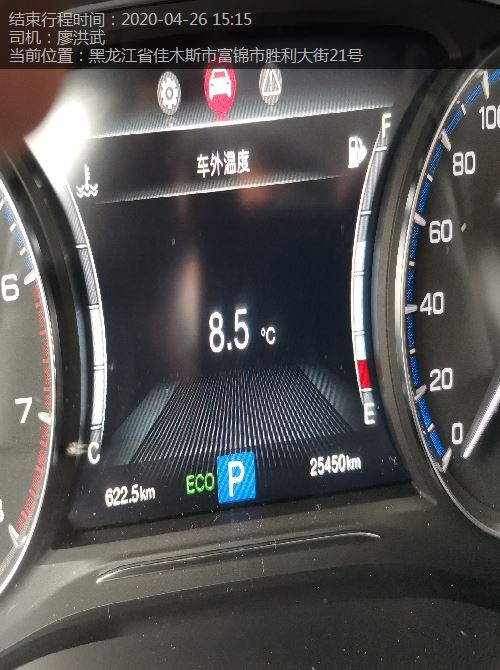 结束行程时间：2020-04-26 15:15
司机：廖洪武
当前位置：黑龙江省佳木斯市富锦市胜利大街21号
车外温度
F
100
80
60
6
8.5 ℃
40
20
7
E
0
C
622.5km ECO P 25450km
8